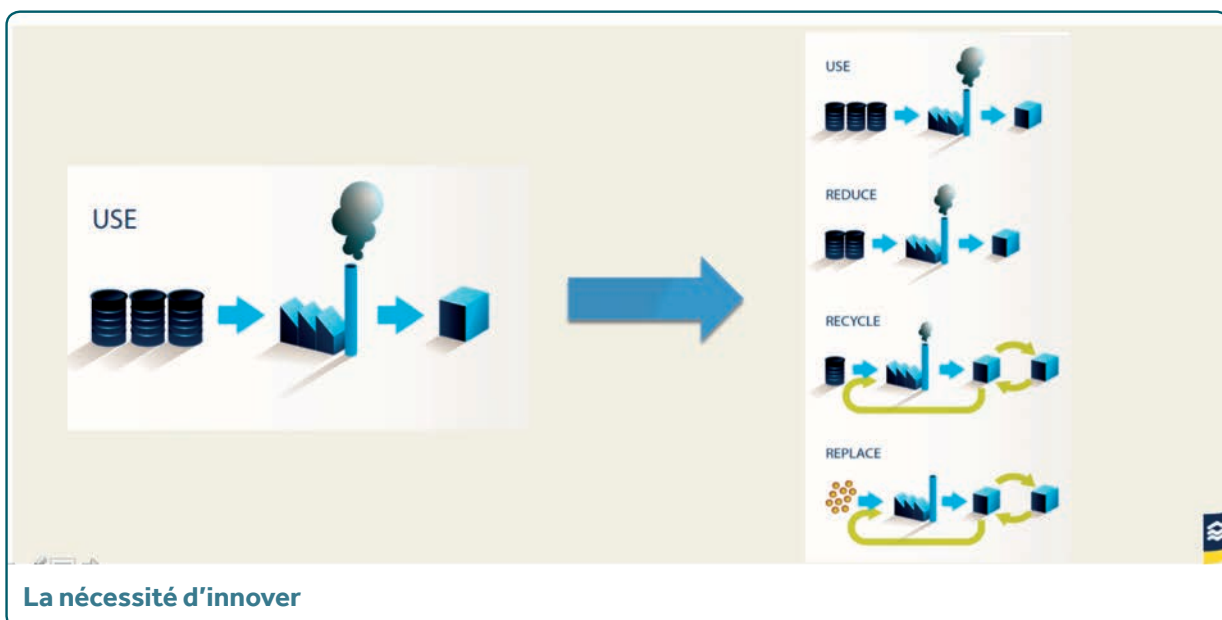 USE
USE
REDUCE
RECYCLE
REPLACE
La nécessité d'innover